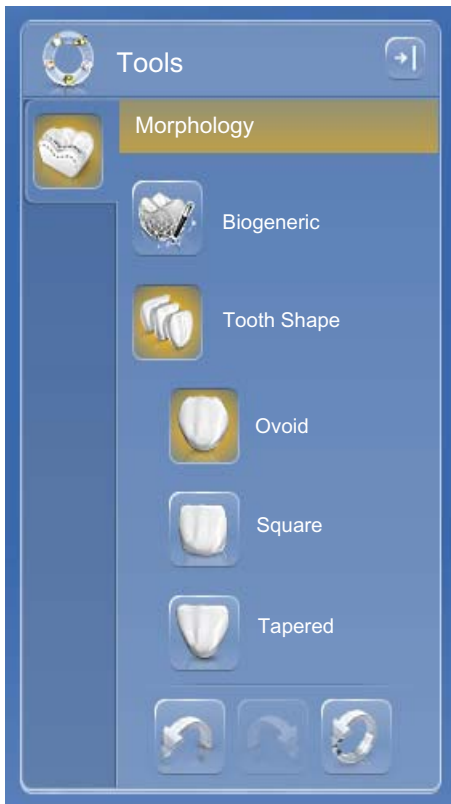 Tools
Morphology
Biogeneric
Tooth Shape
Ovoid
Square
Tapered